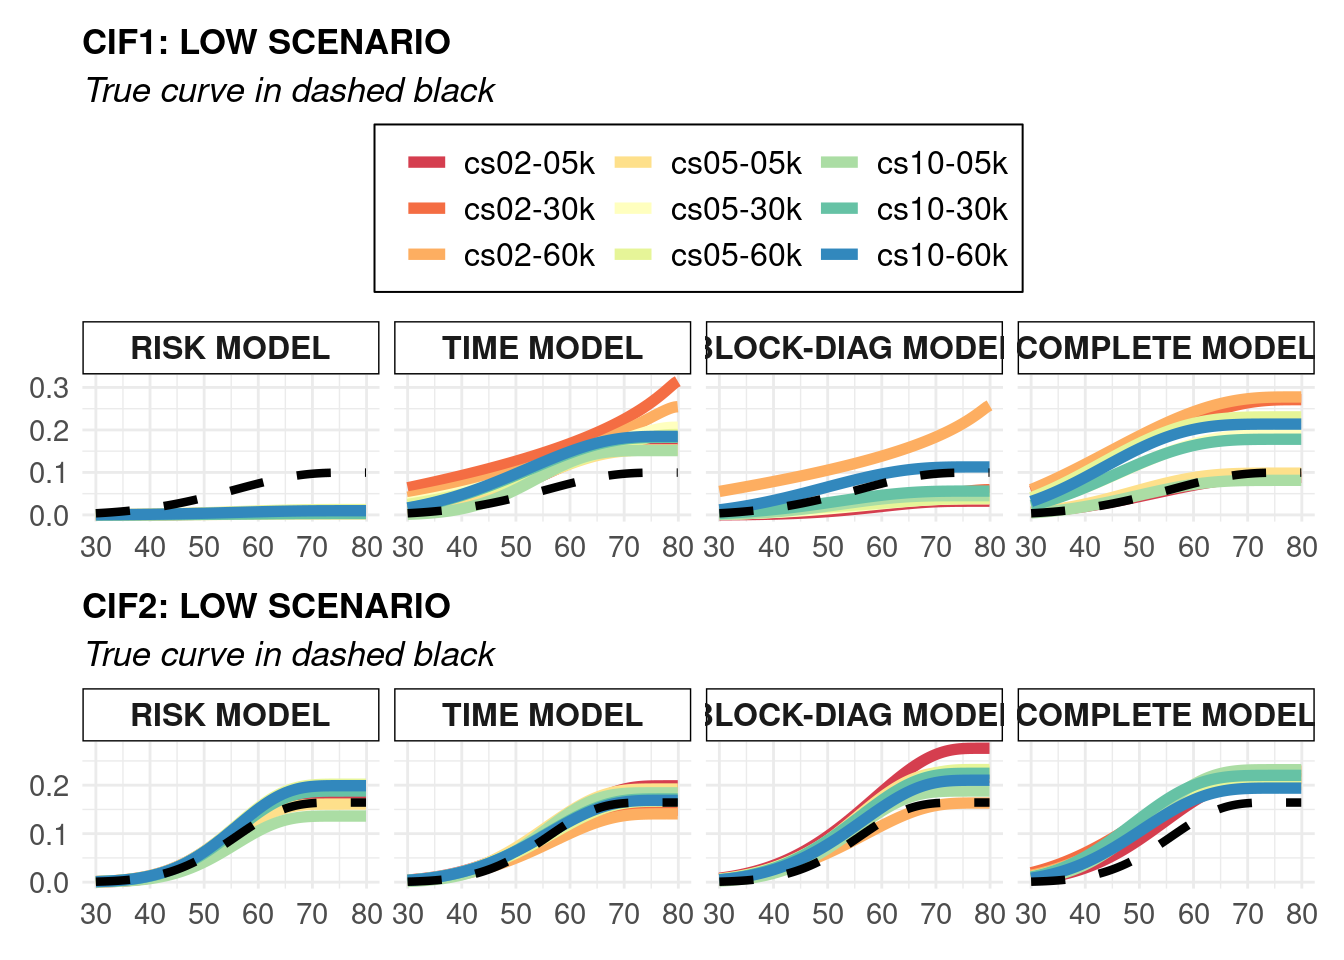 CIF1: LOW SCENARIO
True curve in dashed black
cs02-05k cs05-05k cs10-05k
cs02-30k cs05-30k cs10-30k
cs02-60k cs05-60k cs10-60k
RISK MODEL TIME MODEL BLOCK-DIAG MODEL COMPLETE MODEL
0.3
0.2
0.1
0.0
30 40 50 60 70 80 30 40 50 60 70 80 30 40 50 60 70 80 30 40 50 60 70 80
CIF2: LOW SCENARIO
True curve in dashed black
RISK MODEL TIME MODEL BLOCK-DIAG MODEL COMPLETE MODEL
0.2
0.1
0.0
30 40 50 60 70 80 30 40 50 60 70 80 30 40 50 60 70 80 30 40 50 60 70 80